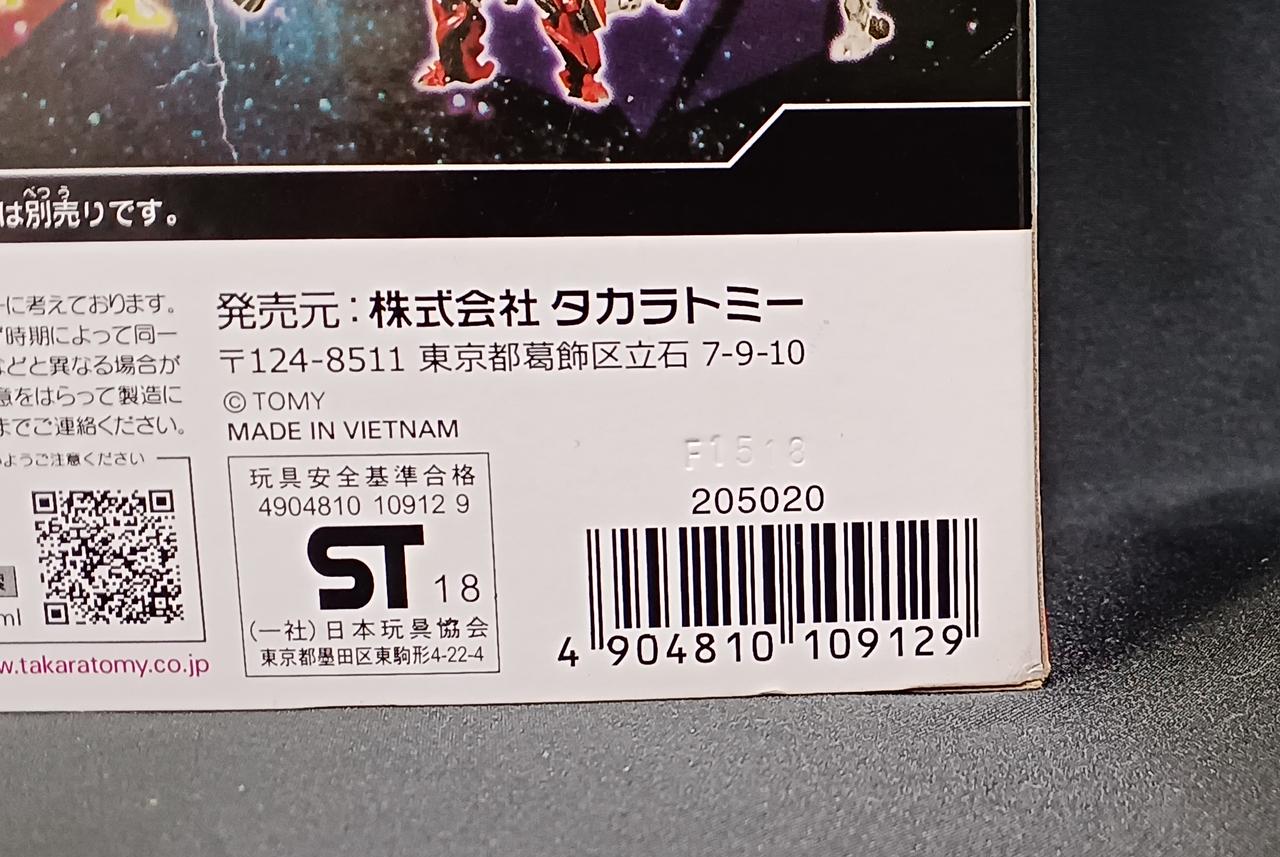 べつう
は別売りです。
に考えております。
時期によって同一
などと異なる場合が
意をはらって製造に
までご連絡ください。
ようご注意ください
ml
w.takaratomy.co.jp
発売元：株式会社 タカラトミー
〒124-8511 東京都葛飾区立石 7-9-10
© TOMY
MADE IN VIETNAM
玩具安全基準合格
4904810 10912 9
ST 18
(一社)日本玩具協会
東京都墨田区東駒形4-22-4
F1518
205020
4 904810 109129